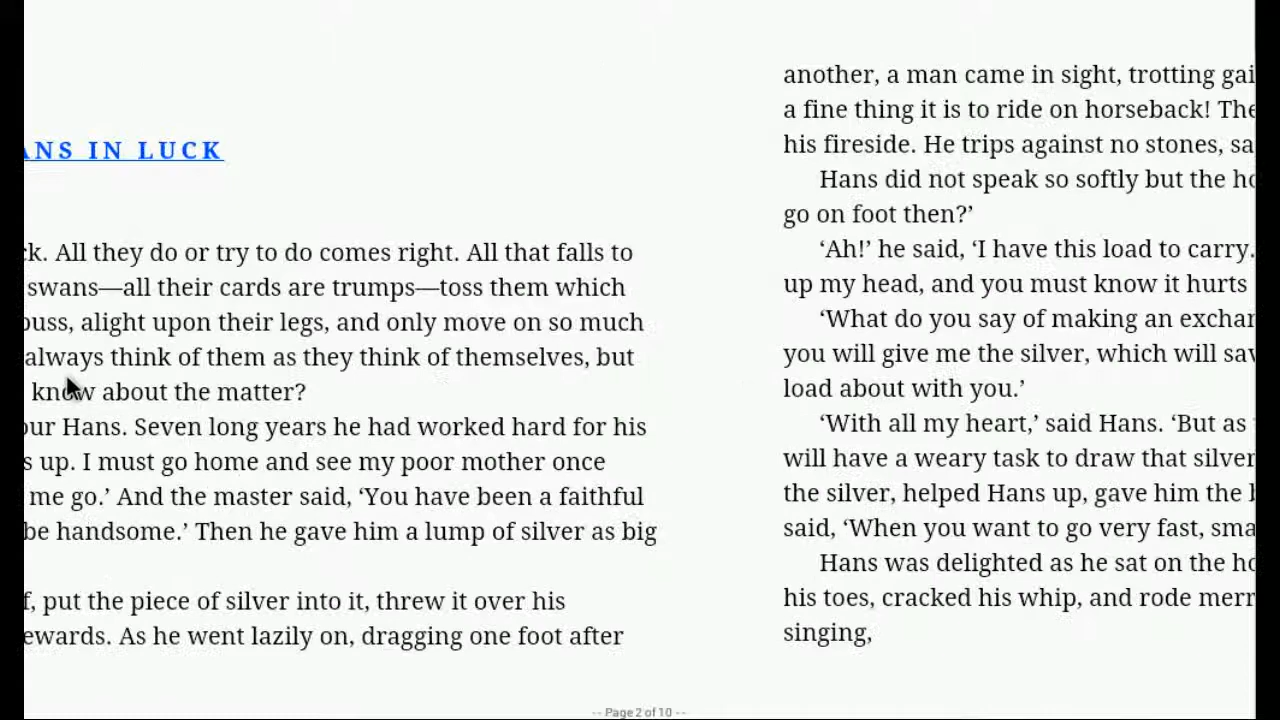 ANS IN LUCK
ck. All they do or try to do comes right. All that falls to
swans—all their cards are trumps—toss them which
puss, alight upon their legs, and only move on so much
always think of them as they think of themselves, but
know about the matter?
our Hans. Seven long years he had worked hard for his
s up. I must go home and see my poor mother once
me go.’ And the master said, ‘You have been a faithful
be handsome.’ Then he gave him a lump of silver as big
f, put the piece of silver into it, threw it over his
ewards. As he went lazily on, dragging one foot after
another, a man came in sight, trotting gai
a fine thing it is to ride on horseback! The
his fireside. He trips against no stones, sa
Hans did not speak so softly but the ho
go on foot then?’
‘Ah!’ he said, ‘I have this load to carry.
up my head, and you must know it hurts
‘What do you say of making an exchan
you will give me the silver, which will sav
load about with you.’
‘With all my heart,’ said Hans. ‘But as
will have a weary task to draw that silver
the silver, helped Hans up, gave him the b
said, ‘When you want to go very fast, sma
Hans was delighted as he sat on the ho
his toes, cracked his whip, and rode merr
singing,
-- Page 2 of 10 --